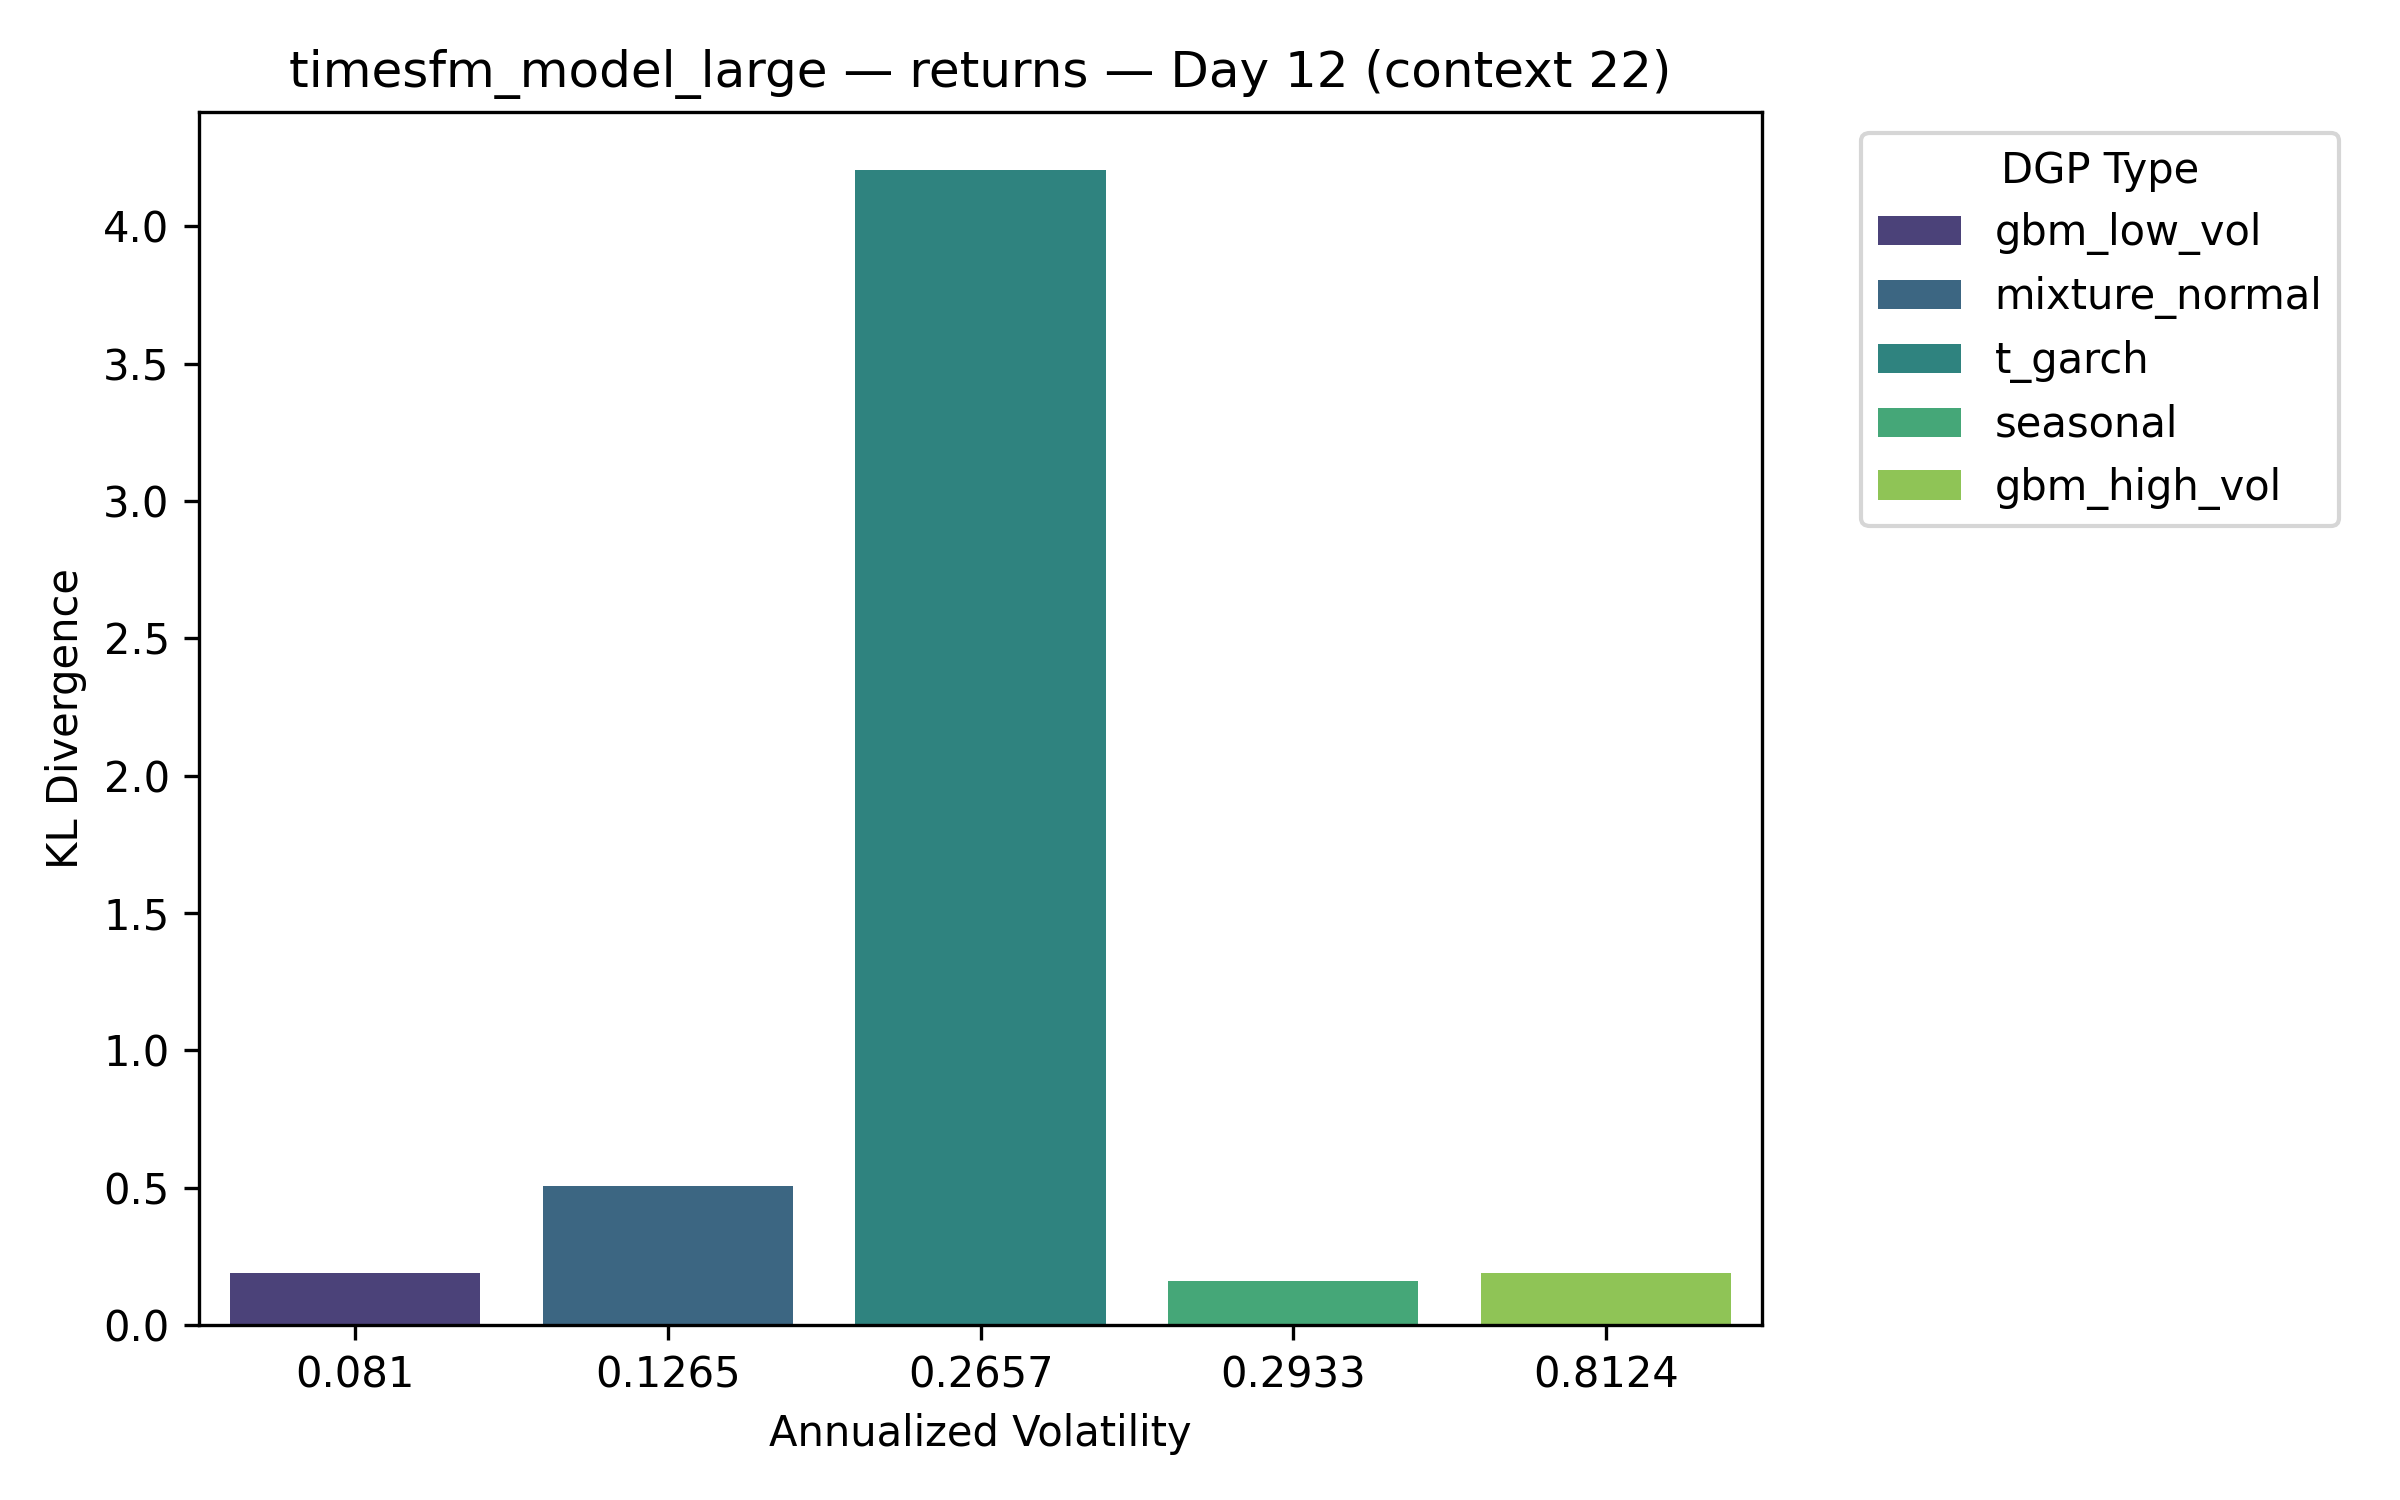 timesfm_model_large — returns — Day 12 (context 22)
DGP Type
gbm_low_vol
mixture_normal
t_garch
seasonal
gbm_high_vol
KL Divergence
4.0
3.5
3.0
2.5
2.0
1.5
1.0
0.5
0.0
0.081 0.1265 0.2657 0.2933 0.8124
Annualized Volatility